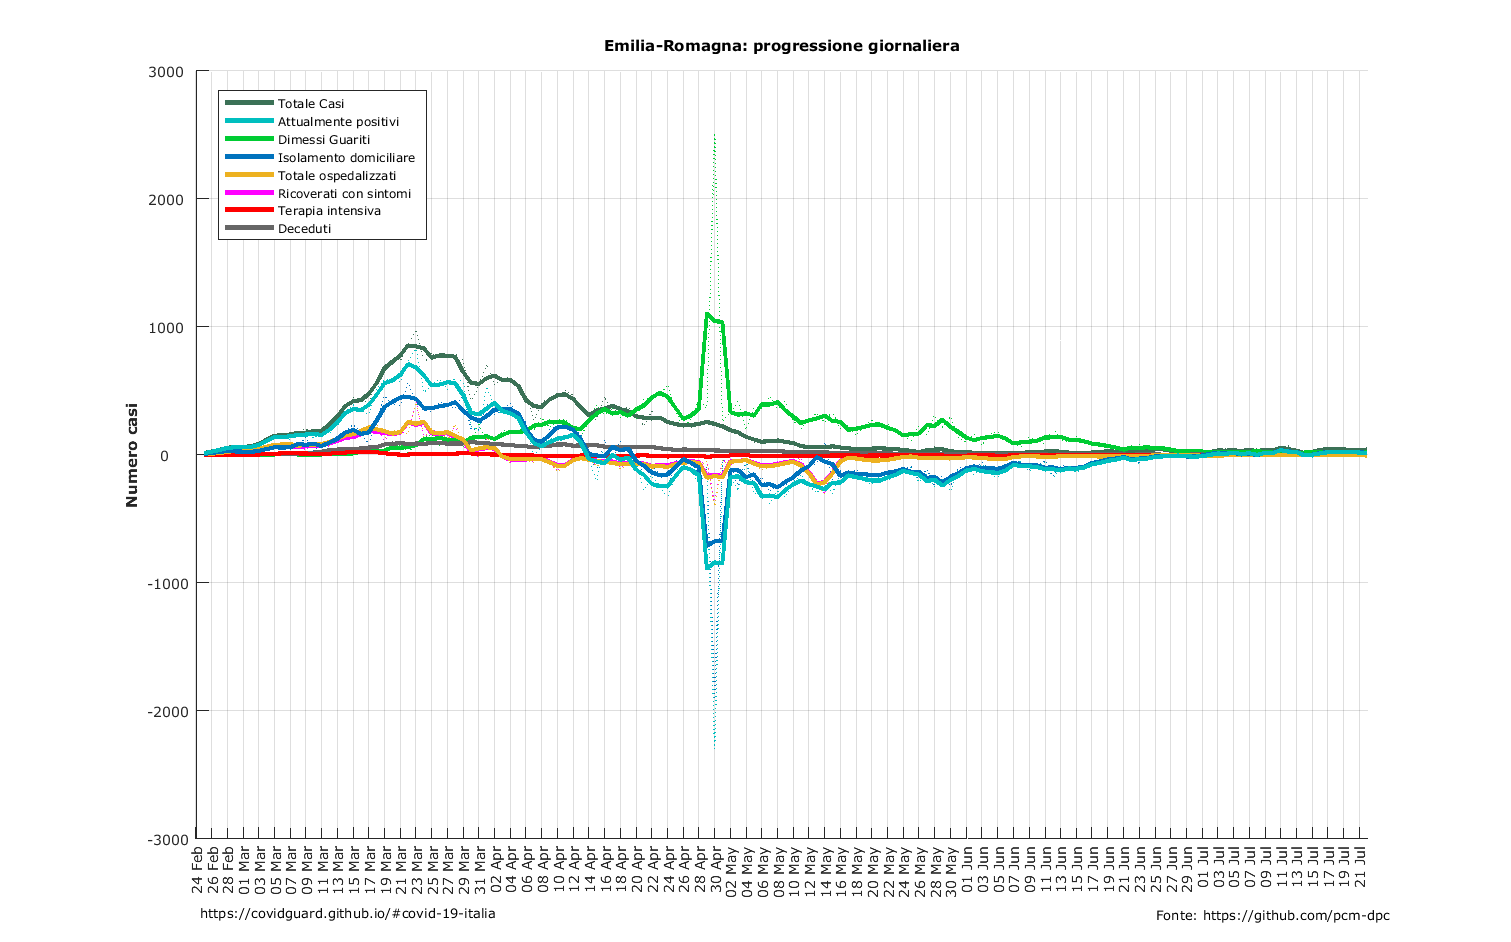 Emilia-Romagna: progressione giornaliera
3000
2000
1000
0
-1000
-2000
-3000
Numero casi
Totale Casi
Attualmente positivi
Dimessi Guariti
Isolamento domiciliare
Totale ospedalizzati
Ricoverati con sintomi
Terapia intensiva
Deceduti
24 Feb
26 Feb
28 Feb
01 Mar
03 Mar
05 Mar
07 Mar
09 Mar
11 Mar
13 Mar
15 Mar
17 Mar
19 Mar
21 Mar
23 Mar
25 Mar
27 Mar
29 Mar
31 Mar
02 Apr
04 Apr
06 Apr
08 Apr
10 Apr
12 Apr
14 Apr
16 Apr
18 Apr
20 Apr
22 Apr
24 Apr
26 Apr
28 Apr
30 Apr
02 May
04 May
06 May
08 May
10 May
12 May
14 May
16 May
18 May
20 May
22 May
24 May
26 May
28 May
30 May
01 Jun
03 Jun
05 Jun
07 Jun
09 Jun
11 Jun
13 Jun
15 Jun
17 Jun
19 Jun
21 Jun
23 Jun
25 Jun
27 Jun
29 Jun
01 Jul
03 Jul
05 Jul
07 Jul
09 Jul
11 Jul
13 Jul
15 Jul
17 Jul
19 Jul
21 Jul
https://covidguard.github.io/#covid-19-italia
Fonte: https://github.com/pcm-dpc